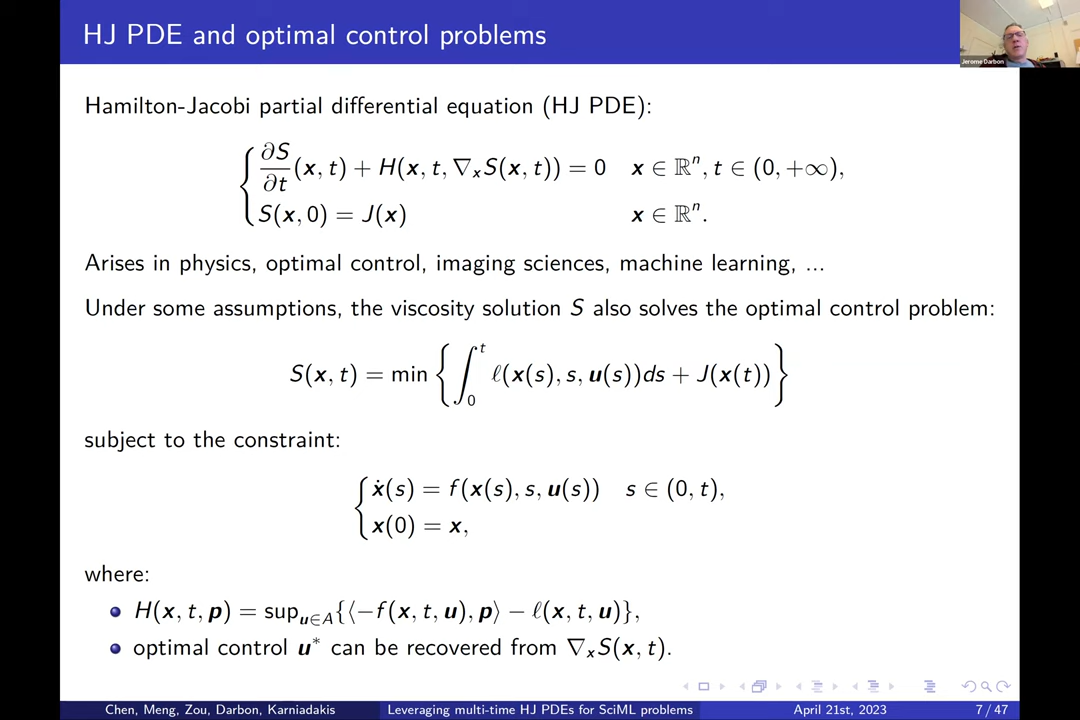 HJ PDE and optimal control problems
Jerome Darbon
Hamilton-Jacobi partial differential equation (HJ PDE):
∂S/∂t (x, t) + H(x, t, ∇ₓS(x, t)) = 0 x ∈ ℝⁿ, t ∈ (0, +∞),
S(x, 0) = J(x) x ∈ ℝⁿ.
Arises in physics, optimal control, imaging sciences, machine learning, ...
Under some assumptions, the viscosity solution S also solves the optimal control problem:
S(x, t) = min { ∫₀ᵗ ℓ(x(s), s, u(s))ds + J(x(t)) }
subject to the constraint:
ẋ(s) = f(x(s), s, u(s)) s ∈ (0, t),
x(0) = x,
where:
H(x, t, p) = sup_{u∈A}{⟨−f(x, t, u), p⟩ − ℓ(x, t, u)},
optimal control u* can be recovered from ∇ₓS(x, t).
Chen, Meng, Zou, Darbon, Karniadakis Leveraging multi-time HJ PDEs for SciML problems April 21st, 2023 7 / 47